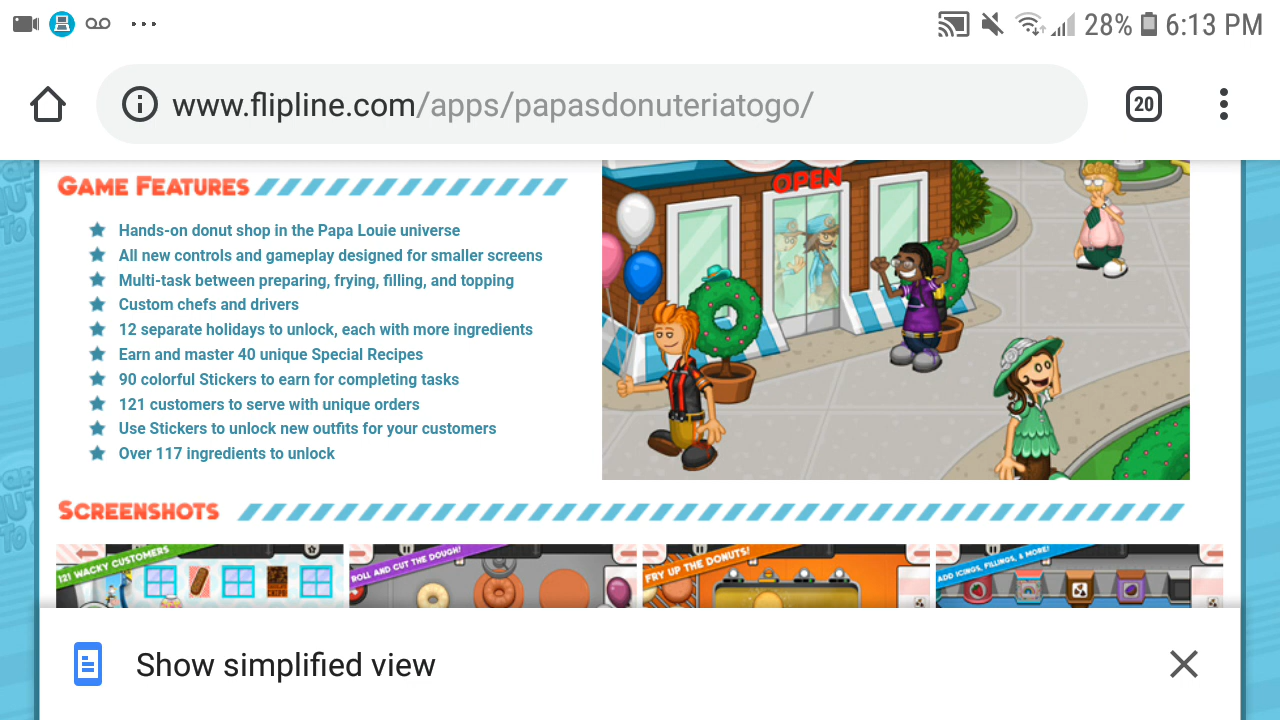 28% 6:13 PM
www.flipline.com/apps/papasdonuteriatogo/
20
GAME FEATURES
OPEN
Hands-on donut shop in the Papa Louie universe
All new controls and gameplay designed for smaller screens
Multi-task between preparing, frying, filling, and topping
Custom chefs and drivers
12 separate holidays to unlock, each with more ingredients
Earn and master 40 unique Special Recipes
90 colorful Stickers to earn for completing tasks
121 customers to serve with unique orders
Use Stickers to unlock new outfits for your customers
Over 117 ingredients to unlock
SCREENSHOTS
121 WACKY CUSTOMERS
ROLL AND CUT THE DOUGH!
FRY UP THE DONUTS!
ADD ICINGS, FILLINGS, & MORE!
Show simplified view